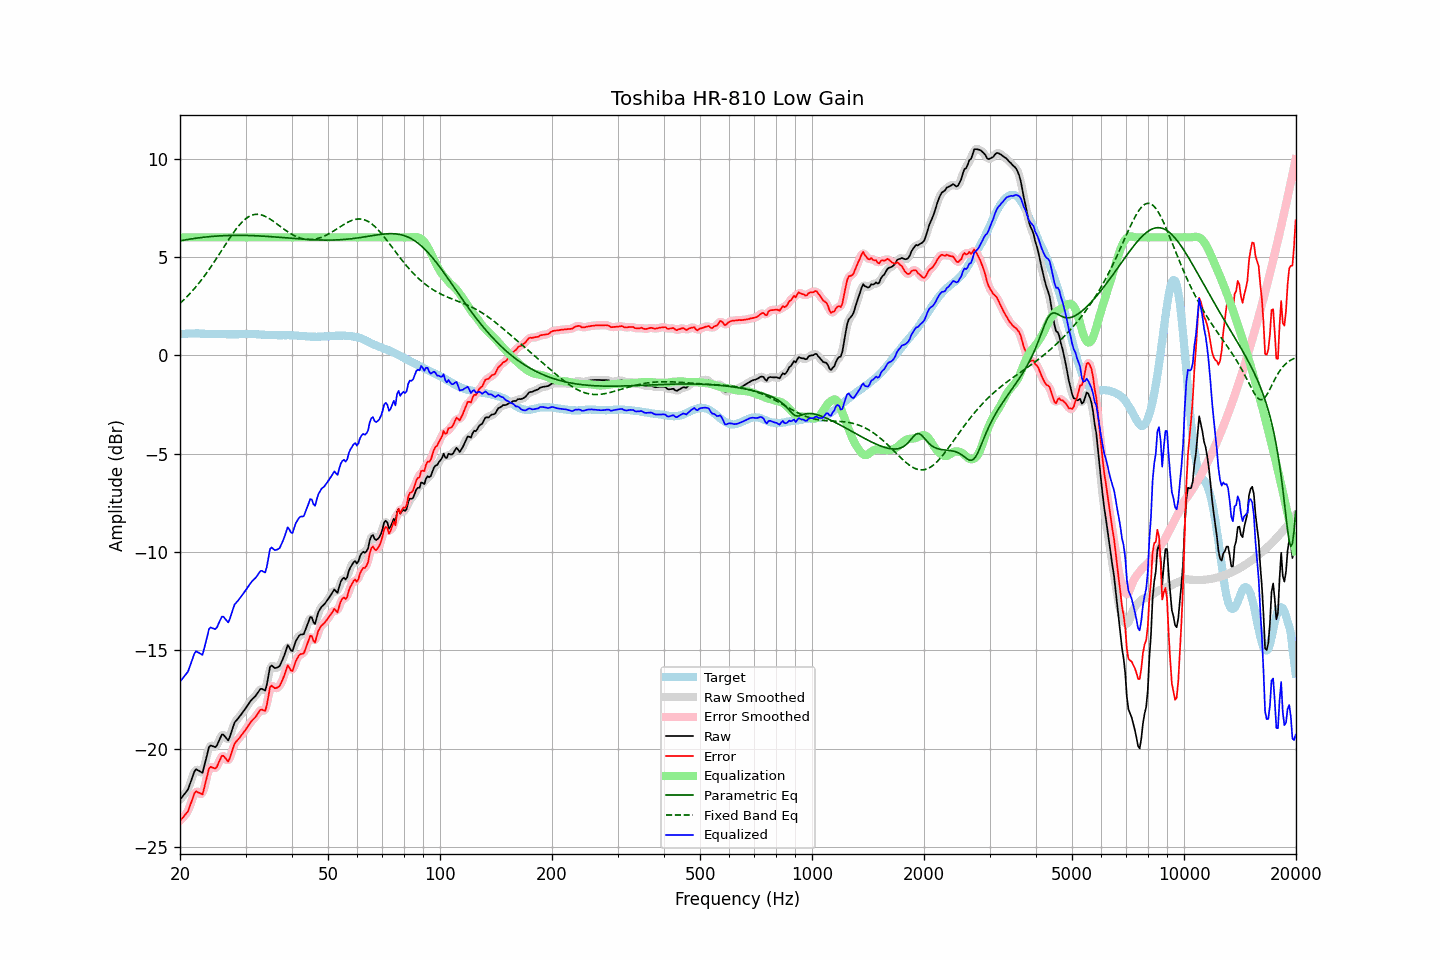 Toshiba HR-810 Low Gain
Amplitude (dBr)
10
5
0
−5
−10
−15
−20
−25
Target
Raw Smoothed
Error Smoothed
Raw
Error
Equalization
Parametric Eq
Fixed Band Eq
Equalized
20 50 100 200 500 1000 2000 5000 10000 20000
Frequency (Hz)